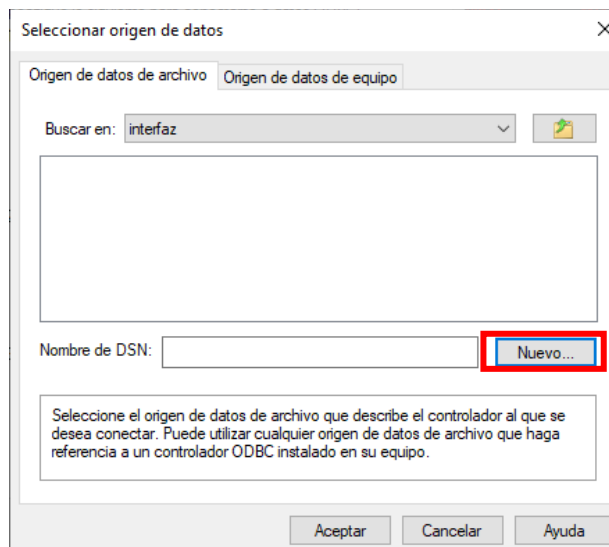 Seleccionar origen de datos
Origen de datos de archivo
Origen de datos de equipo
Buscar en: interfaz
Nombre de DSN:
Nuevo...
Seleccione el origen de datos de archivo que describe el controlador al que se
desea conectar. Puede utilizar cualquier origen de datos de archivo que haga
referencia a un controlador ODBC instalado en su equipo.
Aceptar
Cancelar
Ayuda